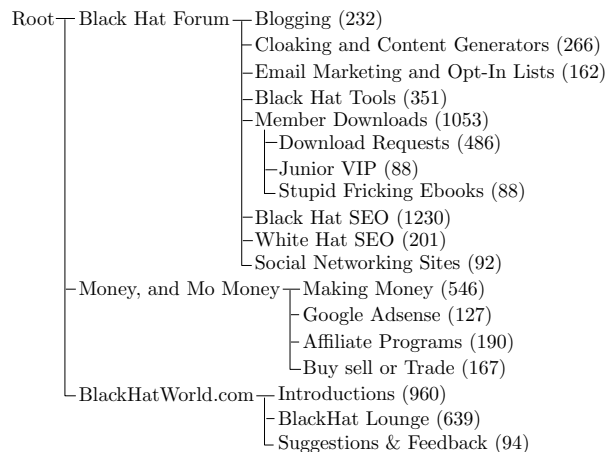 Root Black Hat Forum Blogging (232)
Cloaking and Content Generators (266)
Email Marketing and Opt-In Lists (162)
Black Hat Tools (351)
Member Downloads (1053)
Download Requests (486)
Junior VIP (88)
Stupid Fricking Ebooks (88)
Black Hat SEO (1230)
White Hat SEO (201)
Social Networking Sites (92)
Money, and Mo Money Making Money (546)
Google Adsense (127)
Affiliate Programs (190)
Buy sell or Trade (167)
BlackHatWorld.com Introductions (960)
BlackHat Lounge (639)
Suggestions & Feedback (94)